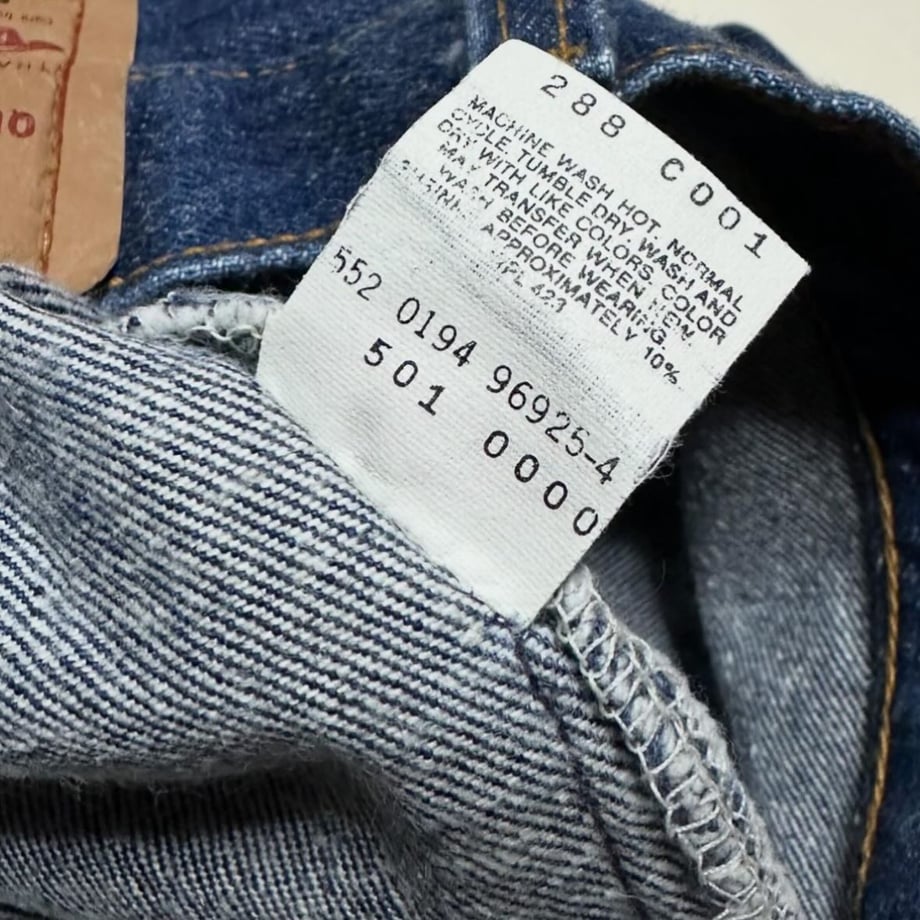 288 C001
MACHINE WASH HOT. NORMAL
CYCLE TUMBLE DRY. WASH AND
DRY WITH LIKE COLORS. COLOR
MAY TRANSFER WHEN NEW.
WASH BEFORE WEARING.
APPROXIMATELY 10%
423
552 0194 96925-4
501 0000